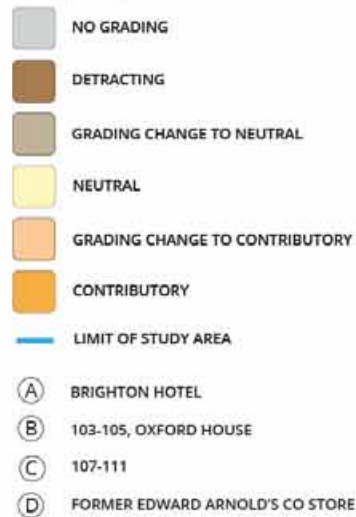 NO GRADING
DETRACTING
GRADING CHANGE TO NEUTRAL
NEUTRAL
GRADING CHANGE TO CONTRIBUTORY
CONTRIBUTORY
LIMIT OF STUDY AREA
A BRIGHTON HOTEL
B 103-105, OXFORD HOUSE
C 107-111
D FORMER EDWARD ARNOLD'S CO STORE